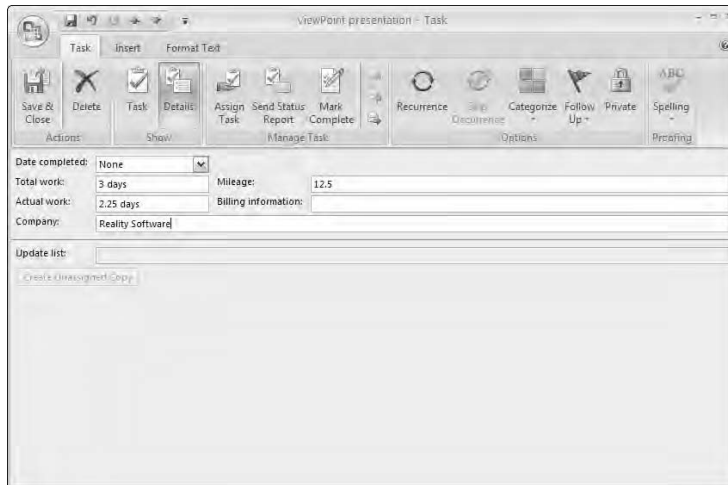 viewPoint presentation - Task
Task Insert Format Text
Save & Close Delete Task Details Assign Task Send Status Report Mark Complete Recurrence Skip Occurrence Categorize Follow Up Private ABC Spelling
Actions Show Manage Task Options Proofing
Date completed: None
Total work: 3 days Mileage: 12.5
Actual work: 2.25 days Billing information:
Company: Reality Software
Update list:
Create Unassigned Copy